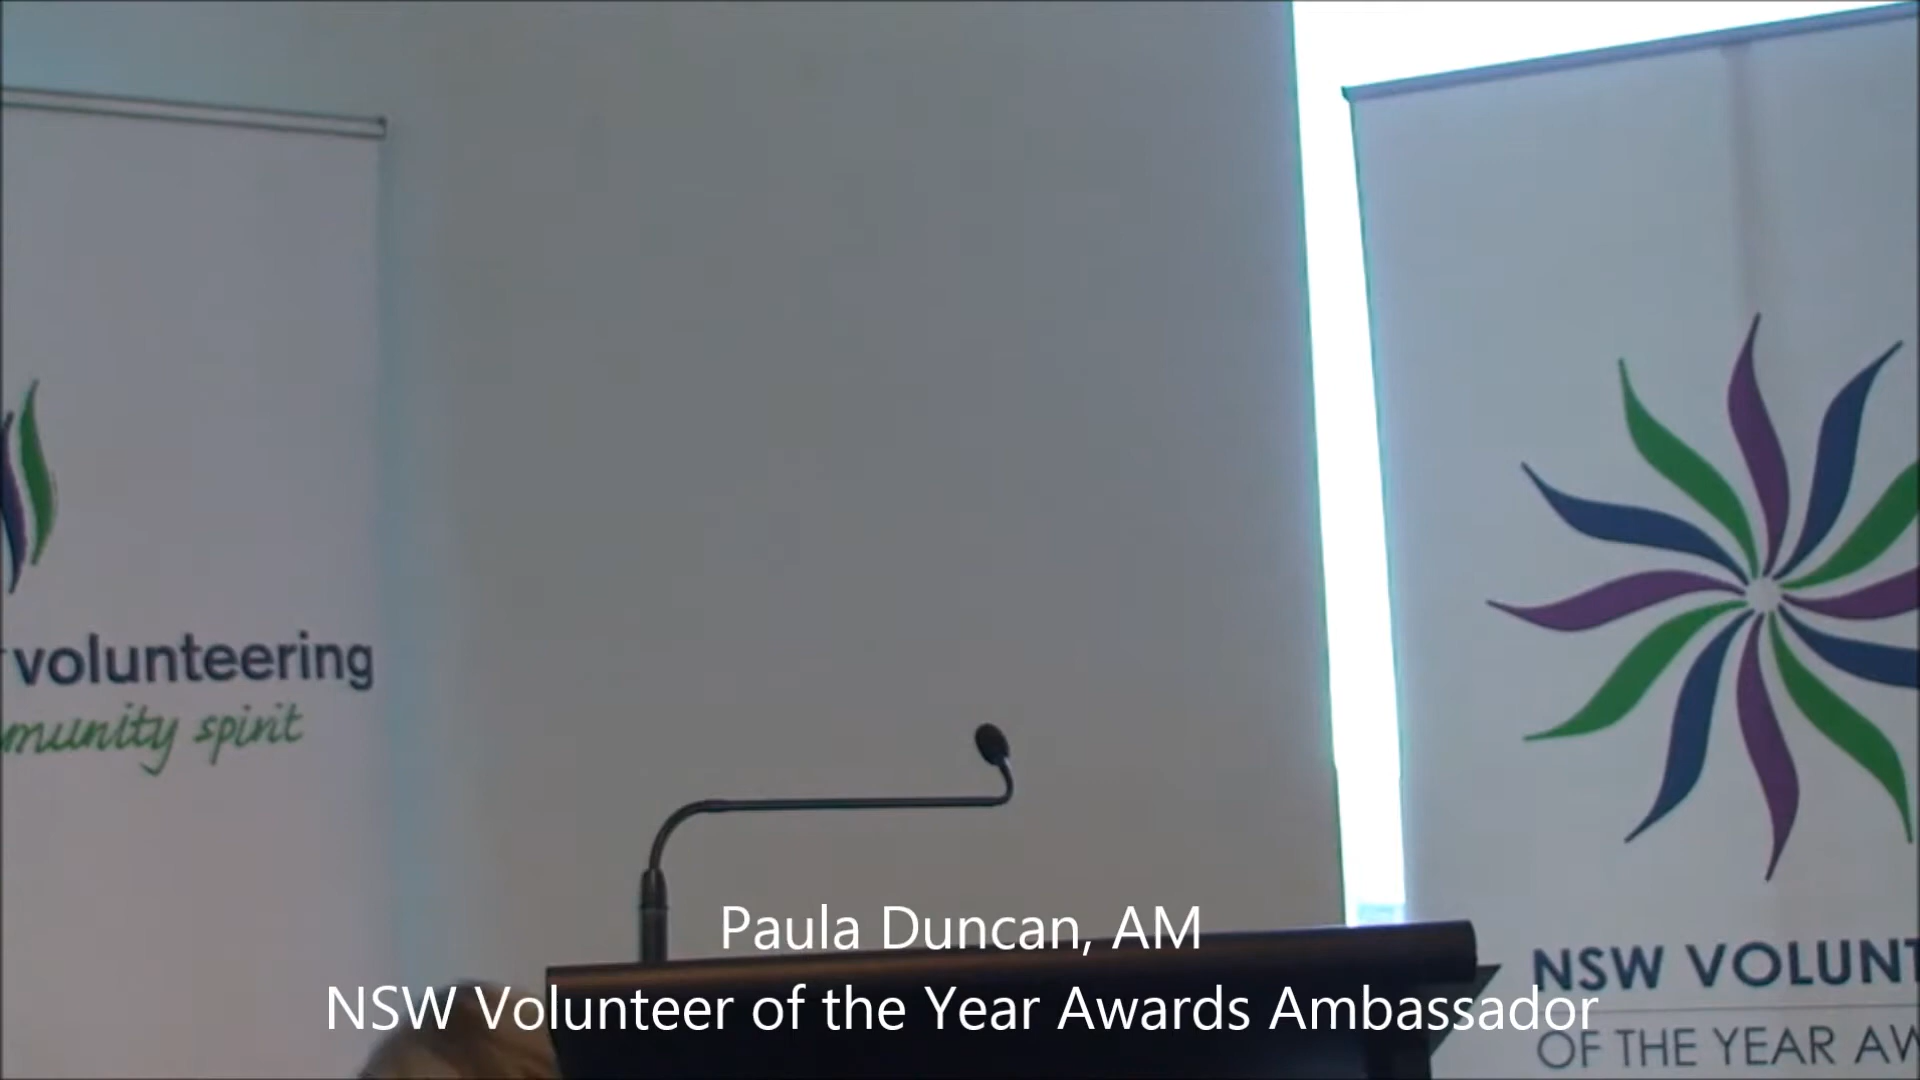 volunteering
munity spirit
Paula Duncan, AM
NSW Volunteer of the Year Awards Ambassador
NSW VOLUNT
OF THE YEAR AW